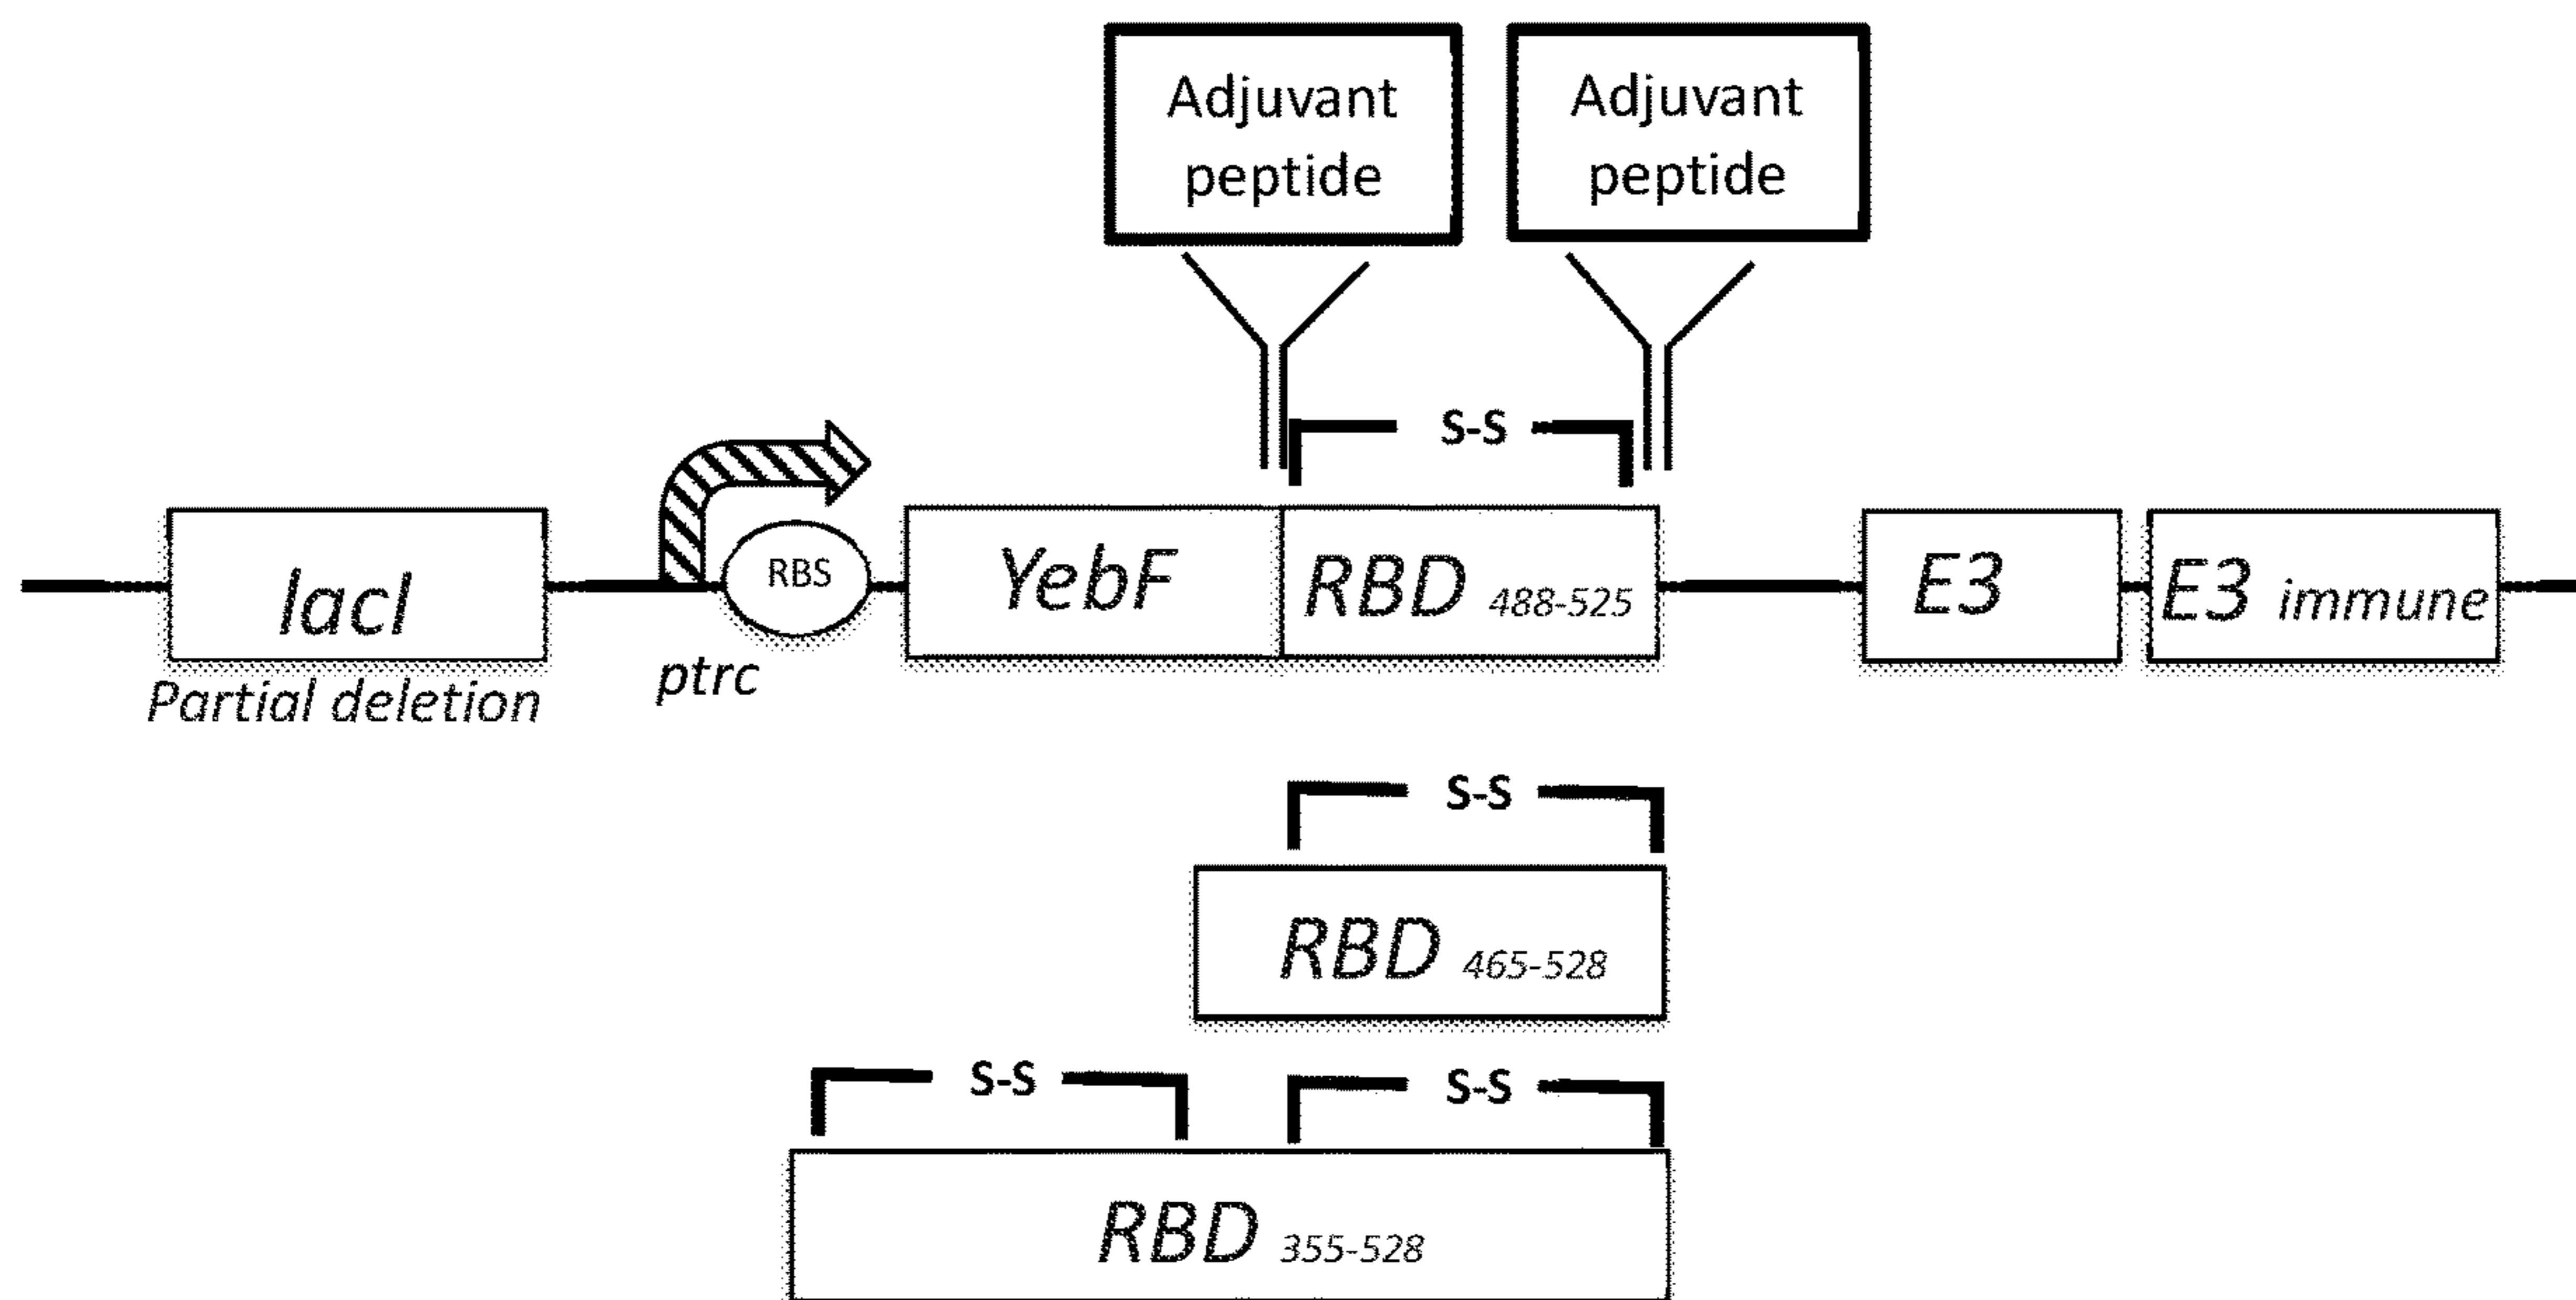 Adjuvant
peptide
Adjuvant
peptide
S-S
lacI
Partial deletion
ptrc
RBS
YebF
RBD 488-525
E3
E3 immune
S-S
RBD 465-528
S-S
S-S
RBD 355-528